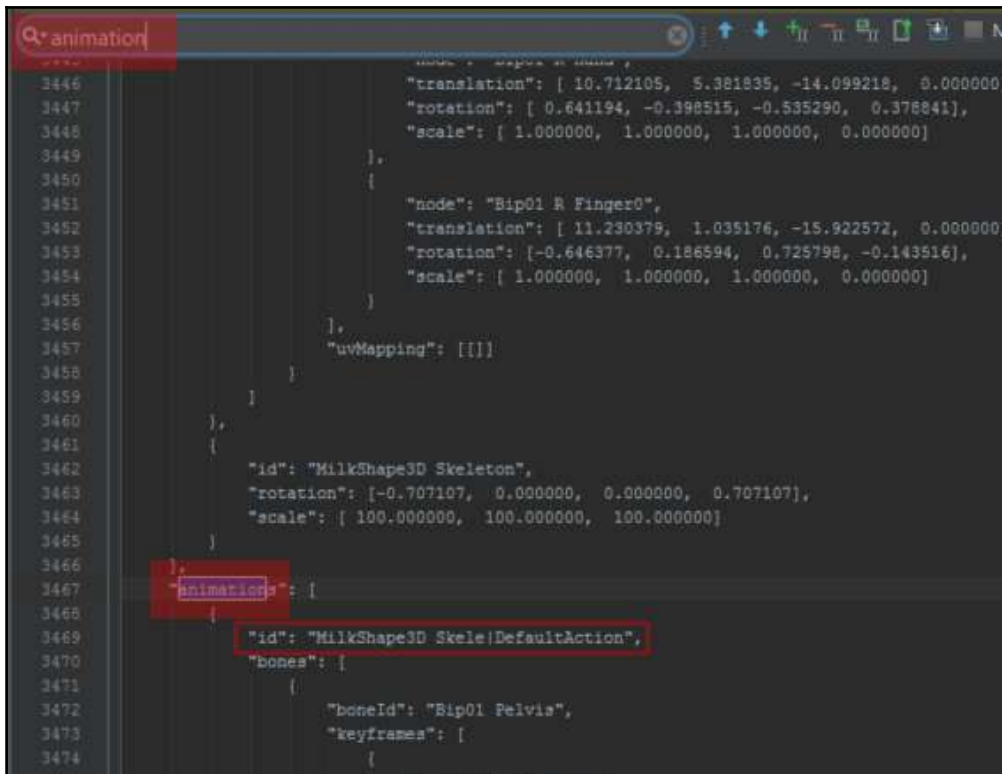 animation
N
3446 "translation": [ 10.712105, 5.381835, -14.099218, 0.000000
3447 "rotation": [ 0.641194, -0.398515, -0.535290, 0.378841],
3448 "scale": [ 1.000000, 1.000000, 1.000000, 0.000000]
3449 },
3450 {
3451 "node": "Bip01 R Finger0",
3452 "translation": [ 11.230379, 1.035176, -15.922572, 0.000000
3453 "rotation": [-0.646377, 0.186594, 0.725798, -0.143516],
3454 "scale": [ 1.000000, 1.000000, 1.000000, 0.000000]
3455 }
3456 ],
3457 "uvMapping": [[]]
3458 }
3459 ]
3460 },
3461 {
3462 "id": "MilkShape3D Skeleton",
3463 "rotation": [-0.707107, 0.000000, 0.000000, 0.707107],
3464 "scale": [ 100.000000, 100.000000, 100.000000]
3465 }
3466 ],
3467 "animations": [
3468 {
3469 "id": "MilkShape3D Skele|DefaultAction",
3470 "bones": [
3471 {
3472 "boneId": "Bip01 Pelvis",
3473 "keyframes": [
3474 {